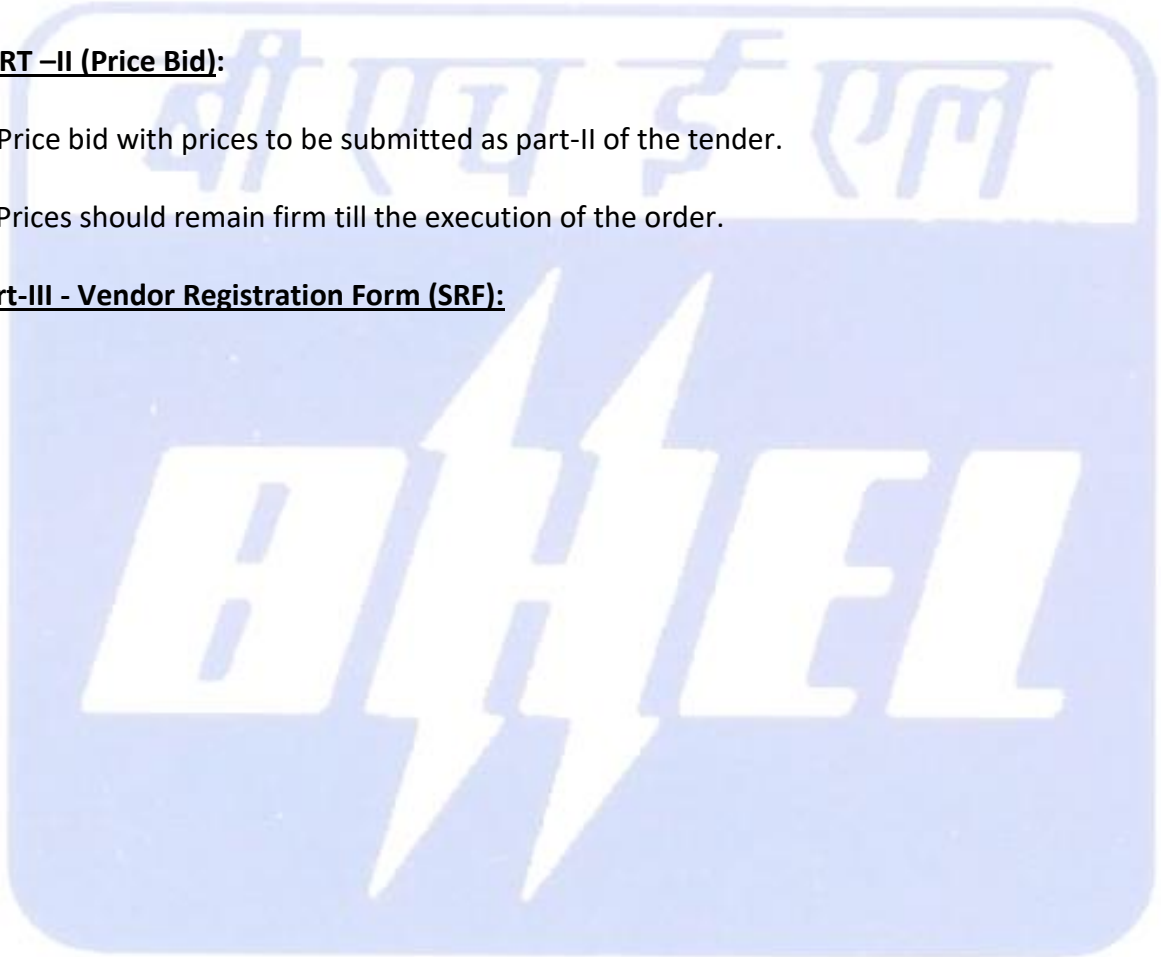 RT –II (Price Bid):
Price bid with prices to be submitted as part-II of the tender.
Prices should remain firm till the execution of the order.
rt-III - Vendor Registration Form (SRF):
बी एच ई एल
BHEL